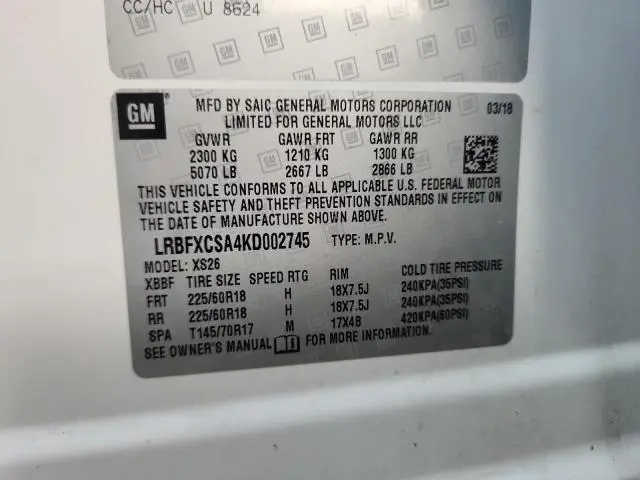 CC/HC U 8624
GM
MFD BY SAIC GENERAL MOTORS CORPORATION 03/18
LIMITED FOR GENERAL MOTORS LLC
GVWR GAWR FRT GAWR RR
2300 KG 1210 KG 1300 KG
5070 LB 2667 LB 2866 LB
THIS VEHICLE CONFORMS TO ALL APPLICABLE U.S. FEDERAL MOTOR
VEHICLE SAFETY AND THEFT PREVENTION STANDARDS IN EFFECT ON
THE DATE OF MANUFACTURE SHOWN ABOVE.
LRBFXCSA4KD002745 TYPE: M.P.V.
MODEL: XS26
XBBF TIRE SIZE SPEED RTG RIM COLD TIRE PRESSURE
FRT 225/60R18 H 18X7.5J 240KPA(35PSI)
RR 225/60R18 H 18X7.5J 240KPA(35PSI)
SPA T145/70R17 M 17X4B 420KPA(60PSI)
SEE OWNER'S MANUAL FOR MORE INFORMATION